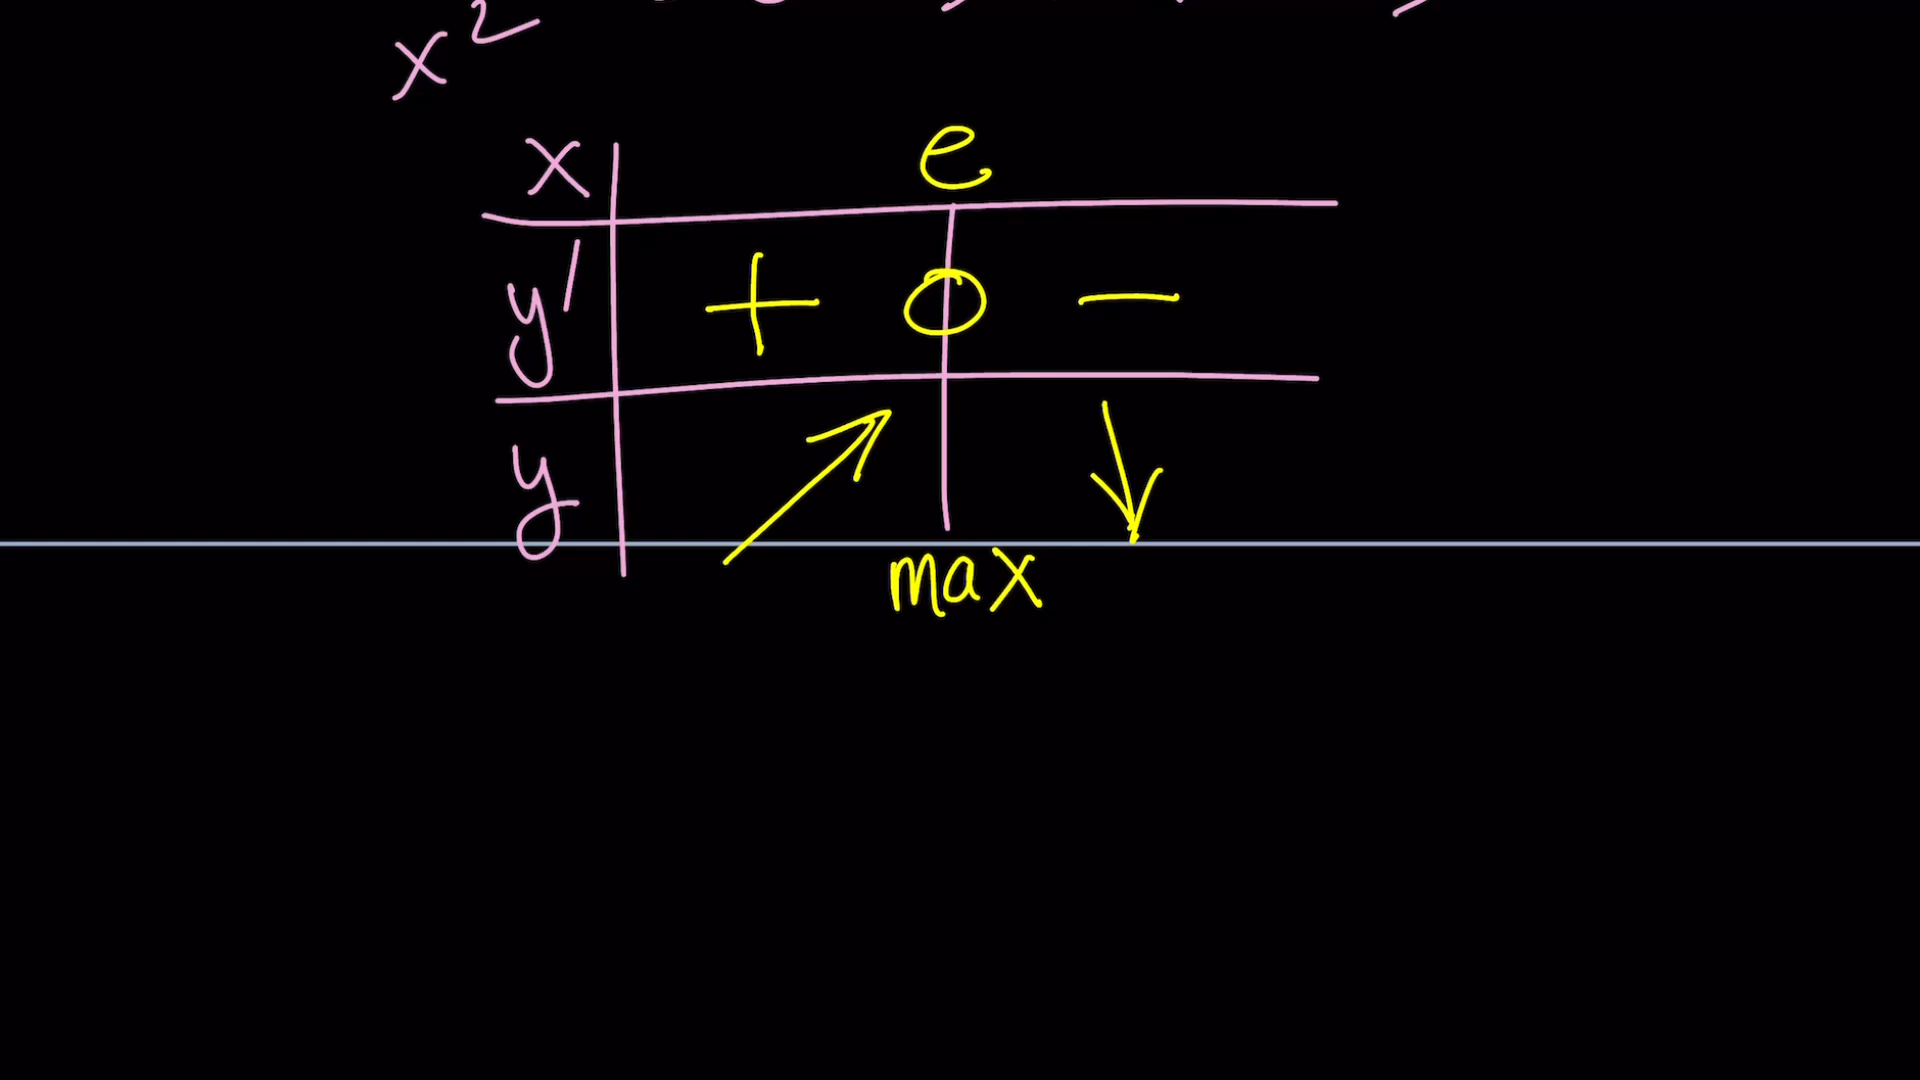 x²
x e
y' + 0 -
y
max